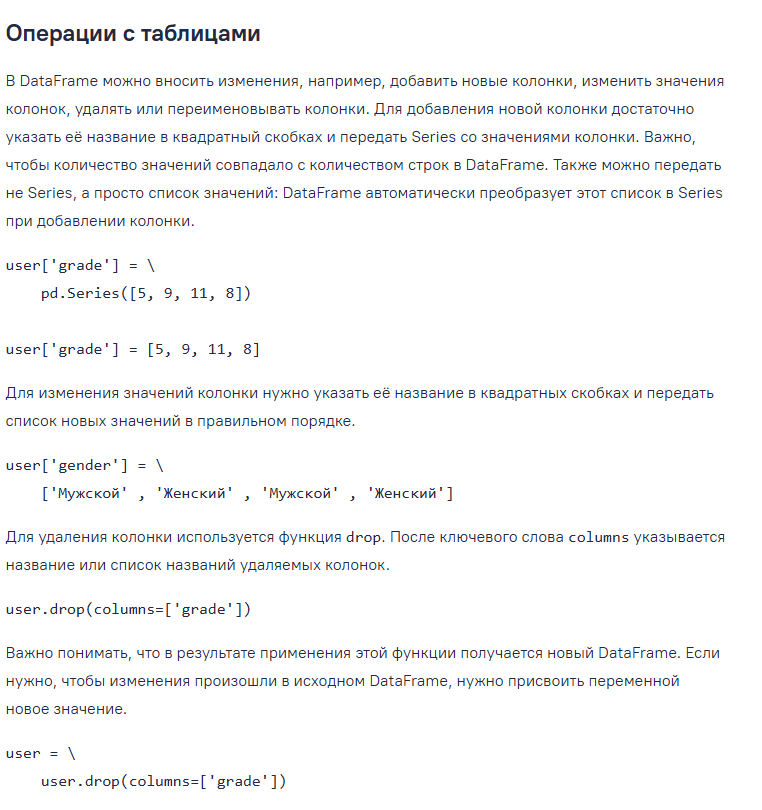 Операции с таблицами
В DataFrame можно вносить изменения, например, добавить новые колонки, изменить значения
колонок, удалять или переименовывать колонки. Для добавления новой колонки достаточно
указать её название в квадратный скобках и передать Series со значениями колонки. Важно,
чтобы количество значений совпадало с количеством строк в DataFrame. Также можно передать
не Series, а просто список значений: DataFrame автоматически преобразует этот список в Series
при добавлении колонки.
user['grade'] = \
    pd.Series([5, 9, 11, 8])
user['grade'] = [5, 9, 11, 8]
Для изменения значений колонки нужно указать её название в квадратных скобках и передать
список новых значений в правильном порядке.
user['gender'] = \
    ['Мужской' , 'Женский' , 'Мужской' , 'Женский']
Для удаления колонки используется функция drop. После ключевого слова columns указывается
название или список названий удаляемых колонок.
user.drop(columns=['grade'])
Важно понимать, что в результате применения этой функции получается новый DataFrame. Если
нужно, чтобы изменения произошли в исходном DataFrame, нужно присвоить переменной
новое значение.
user = \
    user.drop(columns=['grade'])